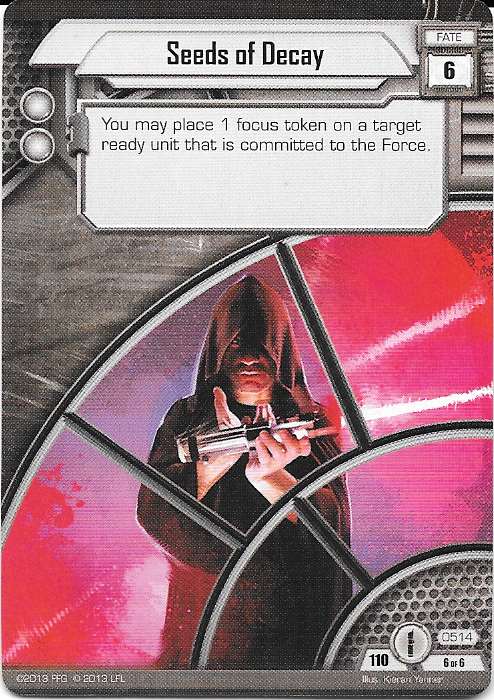 Seeds of Decay
FATE
6
You may place 1 focus token on a target
ready unit that is committed to the Force.
110
0514
6 OF 6
©2013 FFG ©2013 LFL
Illus. Kieran Yanner